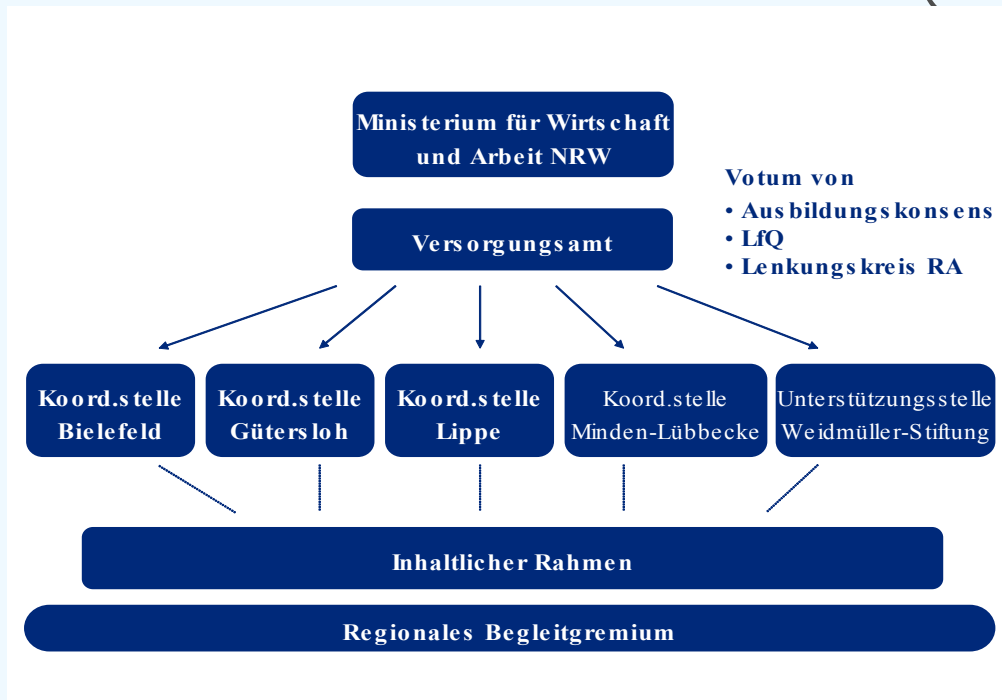 Ministerium für Wirtschaft
und Arbeit NRW
Votum von
• Ausbildungskonsens
• LfQ
• Lenkungskreis RA
Versorgungsamt
Koord.stelle
Bielefeld
Koord.stelle
Gütersloh
Koord.stelle
Lippe
Koord.stelle
Minden-Lübbecke
Unterstützungsstelle
Weidmüller-Stiftung
Inhaltlicher Rahmen
Regionales Begleitgremium